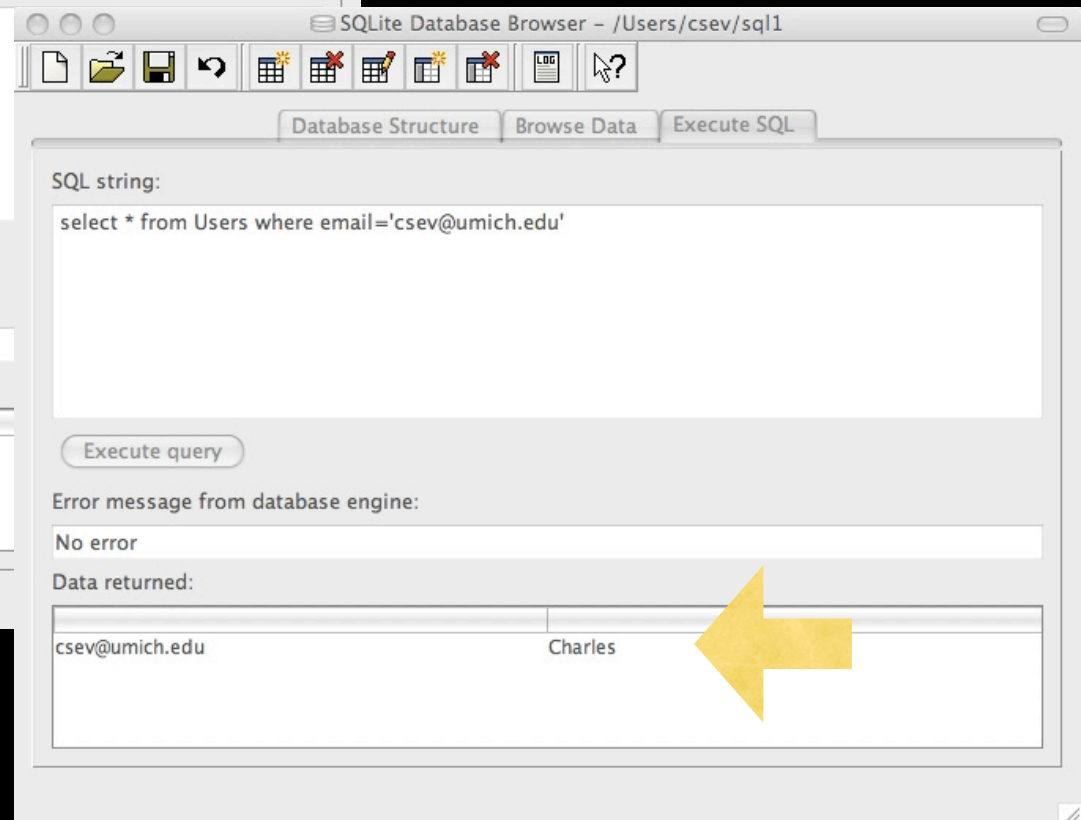 SQLite Database Browser – /Users/csev/sql1
LOG
?
Database Structure Browse Data Execute SQL
SQL string:
select * from Users where email='csev@umich.edu'
Execute query
Error message from database engine:
No error
Data returned:
csev@umich.edu Charles